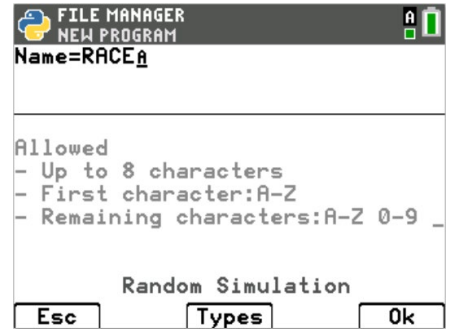 FILE MANAGER
NEW PROGRAM
A
Name=RACEA
Allowed
- Up to 8 characters
- First character:A-Z
- Remaining characters:A-Z 0-9 _
Random Simulation
Esc Types Ok